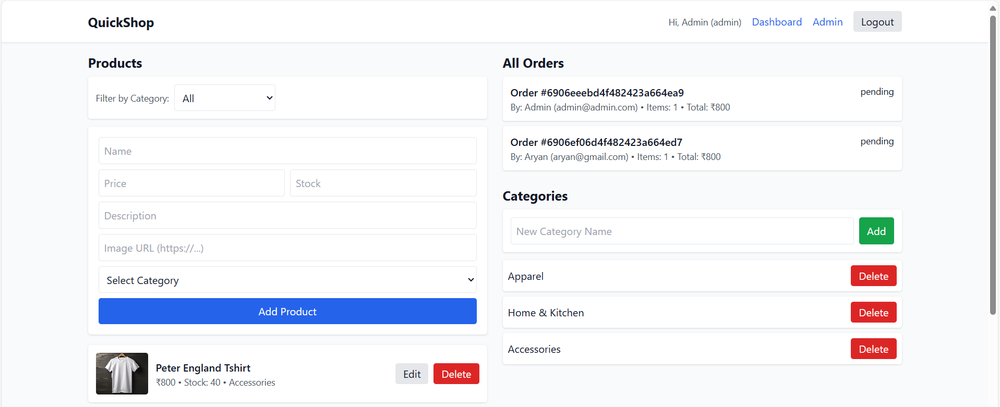 QuickShop
Hi, Admin (admin) Dashboard Admin Logout
Products
Filter by Category: All
Name
Price Stock
Description
Image URL (https://...)
Select Category
Add Product
Peter England Tshirt
₹800 • Stock: 40 • Accessories
Edit Delete
All Orders
Order #6906eeebd4f482423a664ea9 pending
By: Admin (admin@admin.com) • Items: 1 • Total: ₹800
Order #6906ef06d4f482423a664ed7 pending
By: Aryan (aryan@gmail.com) • Items: 1 • Total: ₹800
Categories
New Category Name Add
Apparel Delete
Home & Kitchen Delete
Accessories Delete